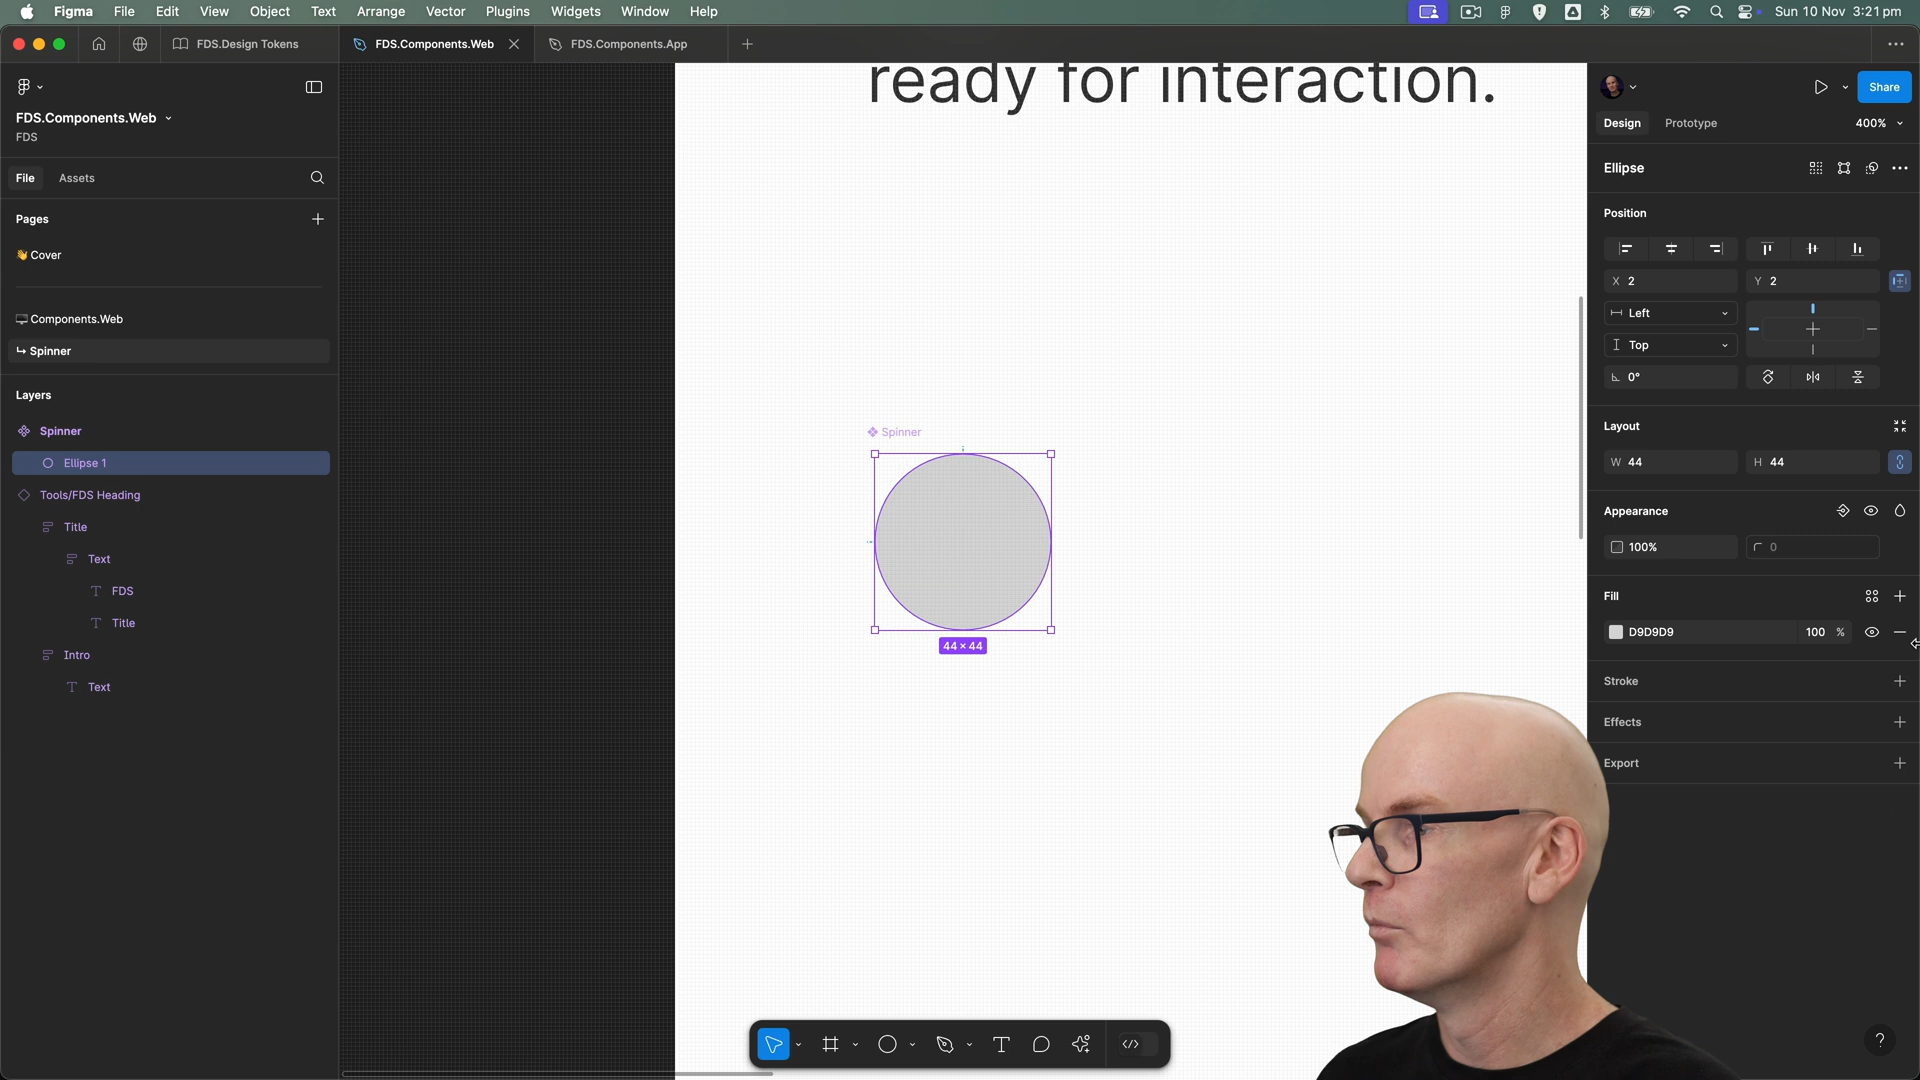 Figma File Edit View Object Text Arrange Vector Plugins Widgets Window Help Sun 10 Nov 3:21 pm
FDS.Design Tokens FDS.Components.Web FDS.Components.App
FDS.Components.Web
FDS
File Assets
Pages
👋 Cover
Components.Web
↳ Spinner
Layers
Spinner
Ellipse 1
Tools/FDS Heading
Title
Text
FDS
Title
Intro
Text
ready for interaction.
Spinner
44 × 44
Share
Design Prototype 400%
Ellipse
Position
X 2 Y 2
Left
Top
0°
Layout
W 44 H 44
Appearance
100% 0
Fill
D9D9D9 100 %
Stroke
Effects
Export
?